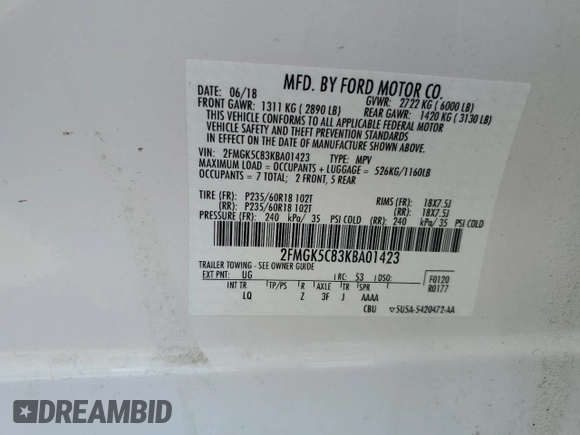 MFD. BY FORD MOTOR CO.
DATE: 06/18 GVWR: 2722 KG ( 6000 LB)
FRONT GAWR: 1311 KG ( 2890 LB) REAR GAWR: 1420 KG ( 3130 LB)
THIS VEHICLE CONFORMS TO ALL APPLICABLE FEDERAL MOTOR
VEHICLE SAFETY AND THEFT PREVENTION STANDARDS
IN EFFECT ON THE DATE OF MANUFACTURE SHOWN ABOVE.
VIN: 2FMGK5C83KBA01423 TYPE: MPV
MAXIMUM LOAD = OCCUPANTS + LUGGAGE = 526KG/1160LB
OCCUPANTS = 7 TOTAL; 2 FRONT, 5 REAR
TIRE (FR): P235/60R18 102T RIMS (FR): 18X7.5J
(RR): P235/60R18 102T (RR): 18X7.5J
PRESSURE (FR): 240 kPa/ 35 PSI COLD (RR): 240 kPa/ 35 PSI COLD
2FMGK5C83KBA01423
TRAILER TOWING - SEE OWNER GUIDE
EXT PNT: UG RC: 53 DSO: F0120
INT TR TP/PS R AXLE TR SPR R0177
LQ Z 3F J AAAA
CBU 5USA-5420472-AA
DREAMBID